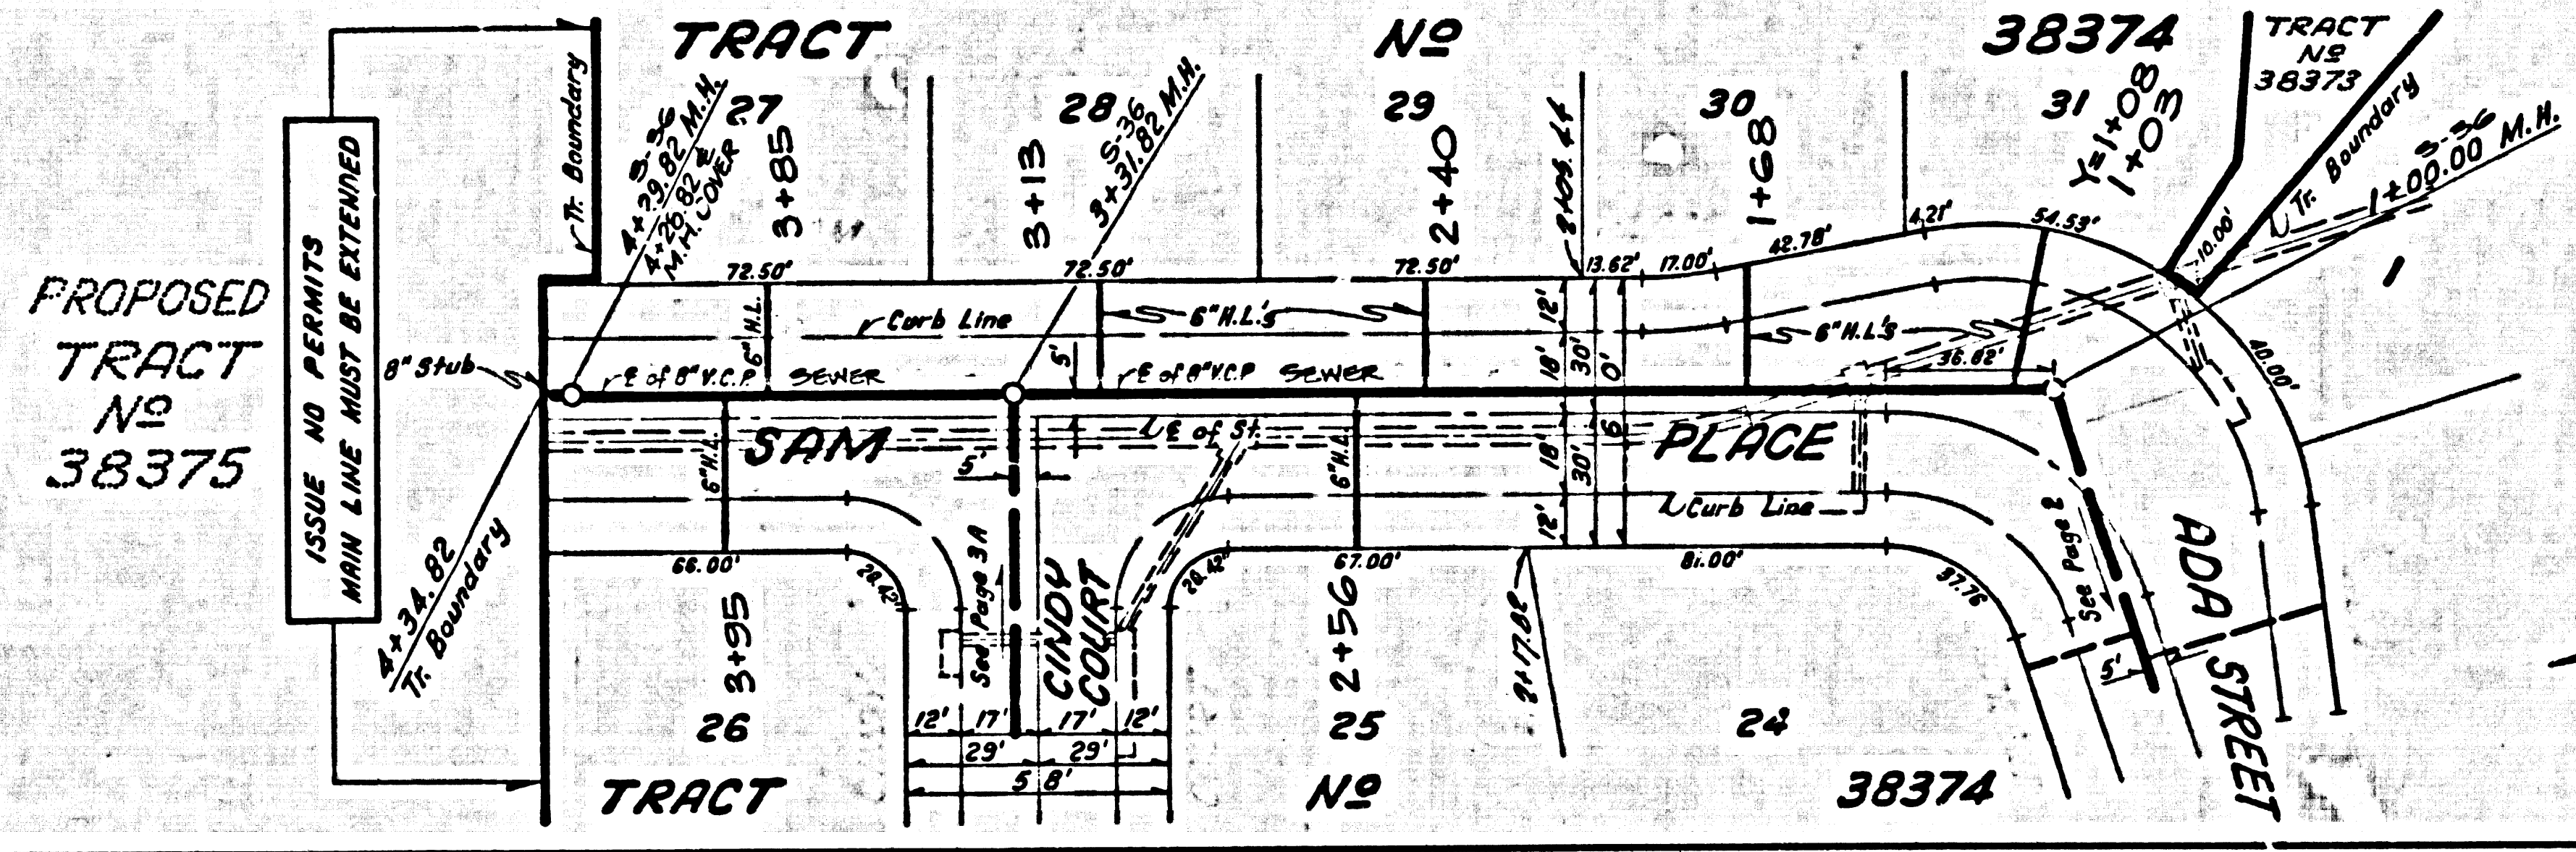 TRACT Nº 38374
TRACT
Nº
38373
Tr. Boundary
S-36
4+29.82 M.H.
4+26.82 ℄
M.H. COVER
27
3+85
28
3+13
S-36
3+31.82 M.H.
29
2+40
30
1+68
31
Y=1+08
1+03
Tr. Boundary
S-36
1+00.00 M.H.
10.00'
72.50'
72.50'
72.50'
13.62'
17.00'
42.78'
4.21'
54.53'
40.00'
PROPOSED
TRACT
Nº
38375
ISSUE NO PERMITS
MAIN LINE MUST BE EXTENDED
8" Stub
4+34.82
Tr. Boundary
6" H.L.
Curb Line
6" H.L.'s
6" H.L.'s
36.82'
℄ of 8" V.C.P. SEWER
5'
℄ of 8" V.C.P. SEWER
12'
18'
30'
18'
30'
12'
60'
6" H.L.
SAM
5'
℄ of St.
6" H.L.
PLACE
Curb Line
66.00'
28.42'
28.42'
67.00'
81.00'
37.76
See Page 3A
CINDY
COURT
See Page 2
ADA STREET
5'
3+95
26
2+56
25
2+17.82
24
12' 17' 17' 12'
29' 29'
58'
TRACT Nº 38374